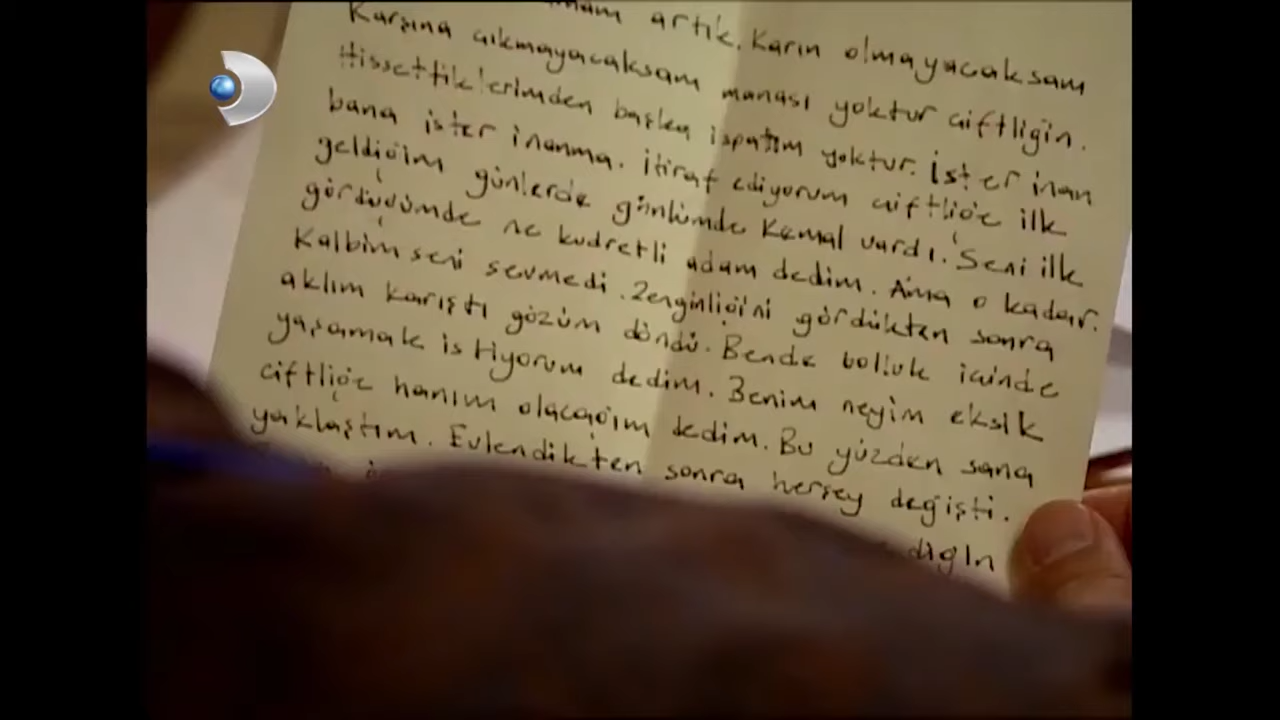 artık. Karın olmayacaksam
Karşına çıkmayacaksam manası yoktur çiftliğin.
Hissettiklerimden başka ispatım yoktur. İster inan
bana ister inanma. İtiraf ediyorum çiftliğe ilk
geldiğim günlerde gönlümde Kemal vardı. Seni ilk
gördüğümde ne kudretli adam dedim. Ama o kadar.
Kalbim seni sevmedi. Zenginliğini gördükten sonra
aklım karıştı gözüm döndü. Bende bolluk içinde
yaşamak istiyorum dedim. Benim neyim eksik
çiftliğe hanım olacağım dedim. Bu yüzden sana
yaklaştım. Evlendikten sonra herşey değişti.